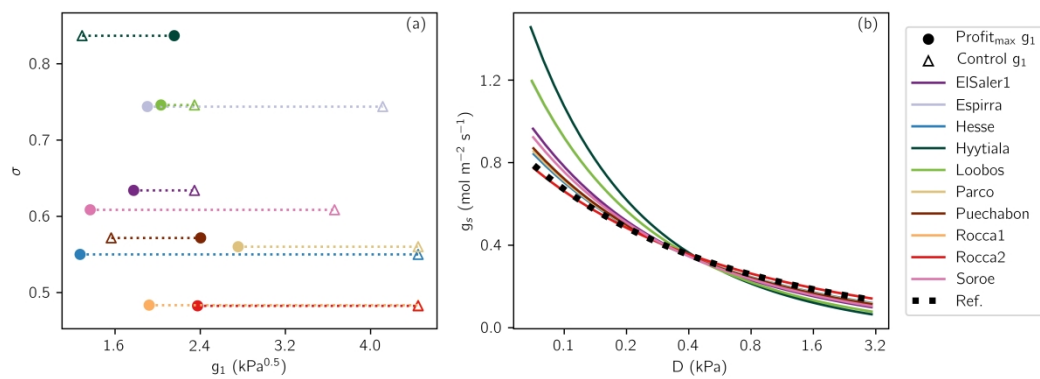 (a)
0.8
0.7
0.6
0.5
σ
1.6 2.4 3.2 4.0
g₁ (kPa⁰·⁵)
(b)
1.2
0.8
0.4
0.0
gₛ (mol m⁻² s⁻¹)
0.1 0.2 0.4 0.8 1.6 3.2
D (kPa)
Profitₘₐₓ g₁
Control g₁
ElSaler1
Espirra
Hesse
Hyytiala
Loobos
Parco
Puechabon
Rocca1
Rocca2
Soroe
Ref.